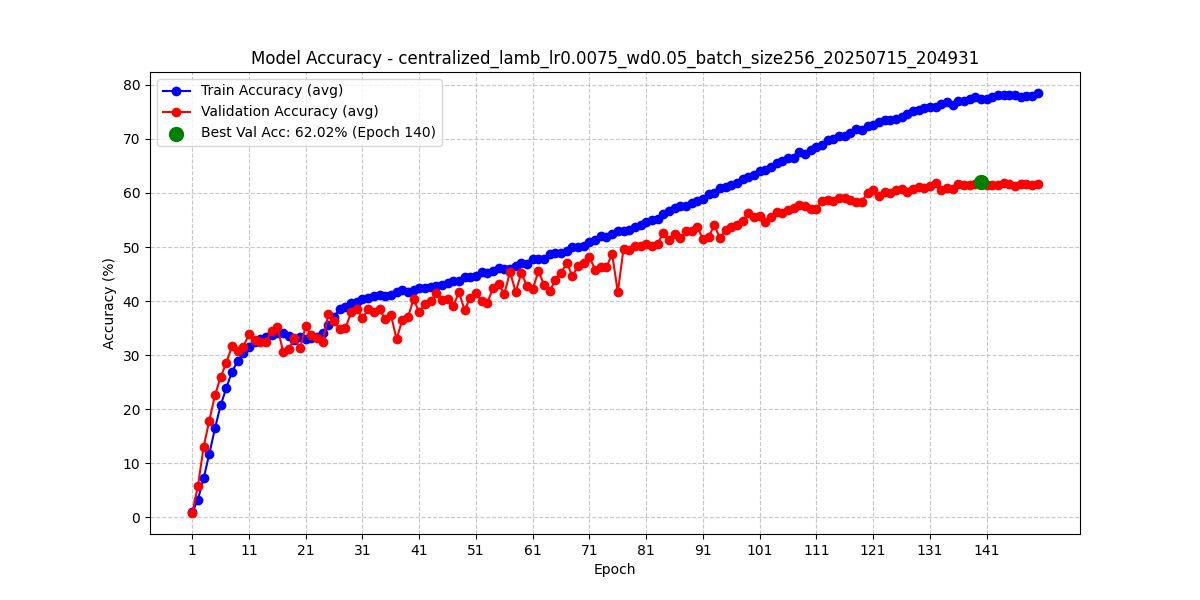 Model Accuracy - centralized_lamb_lr0.0075_wd0.05_batch_size256_20250715_204931
Train Accuracy (avg)
Validation Accuracy (avg)
Best Val Acc: 62.02% (Epoch 140)
Accuracy (%)
80
70
60
50
40
30
20
10
0
1 11 21 31 41 51 61 71 81 91 101 111 121 131 141
Epoch